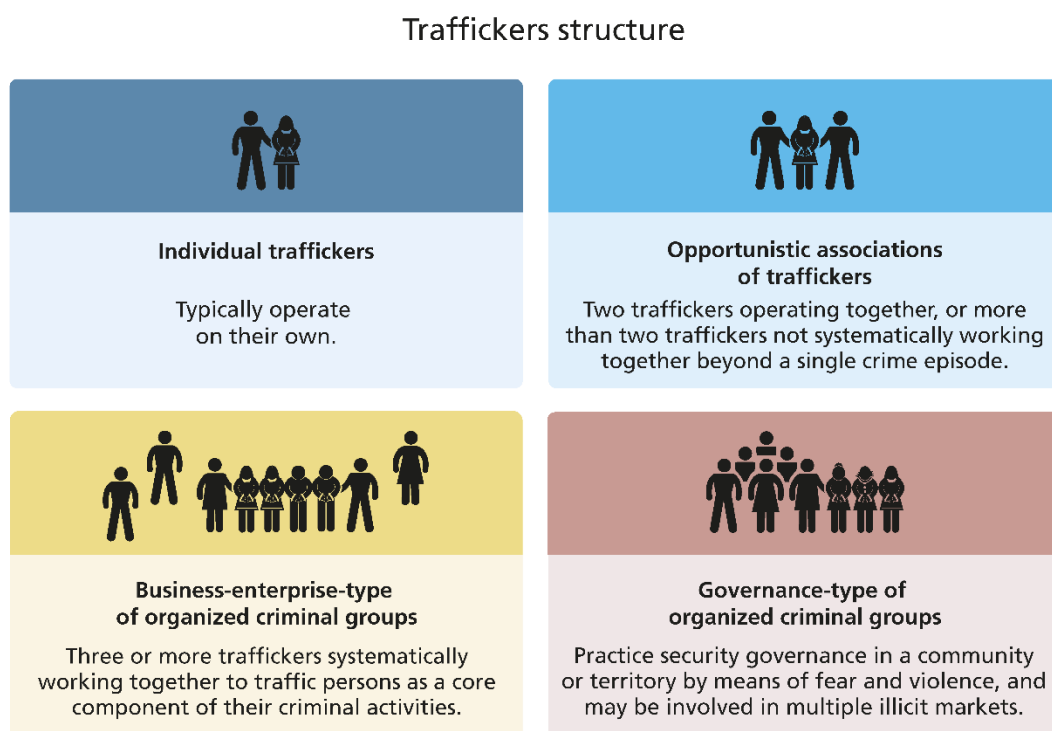 Traffickers structure
Individual traffickers
Typically operate
on their own.
Opportunistic associations
of traffickers
Two traffickers operating together, or more
than two traffickers not systematically working
together beyond a single crime episode.
Business-enterprise-type
of organized criminal groups
Three or more traffickers systematically
working together to traffic persons as a core
component of their criminal activities.
Governance-type of
organized criminal groups
Practice security governance in a community
or territory by means of fear and violence, and
may be involved in multiple illicit markets.